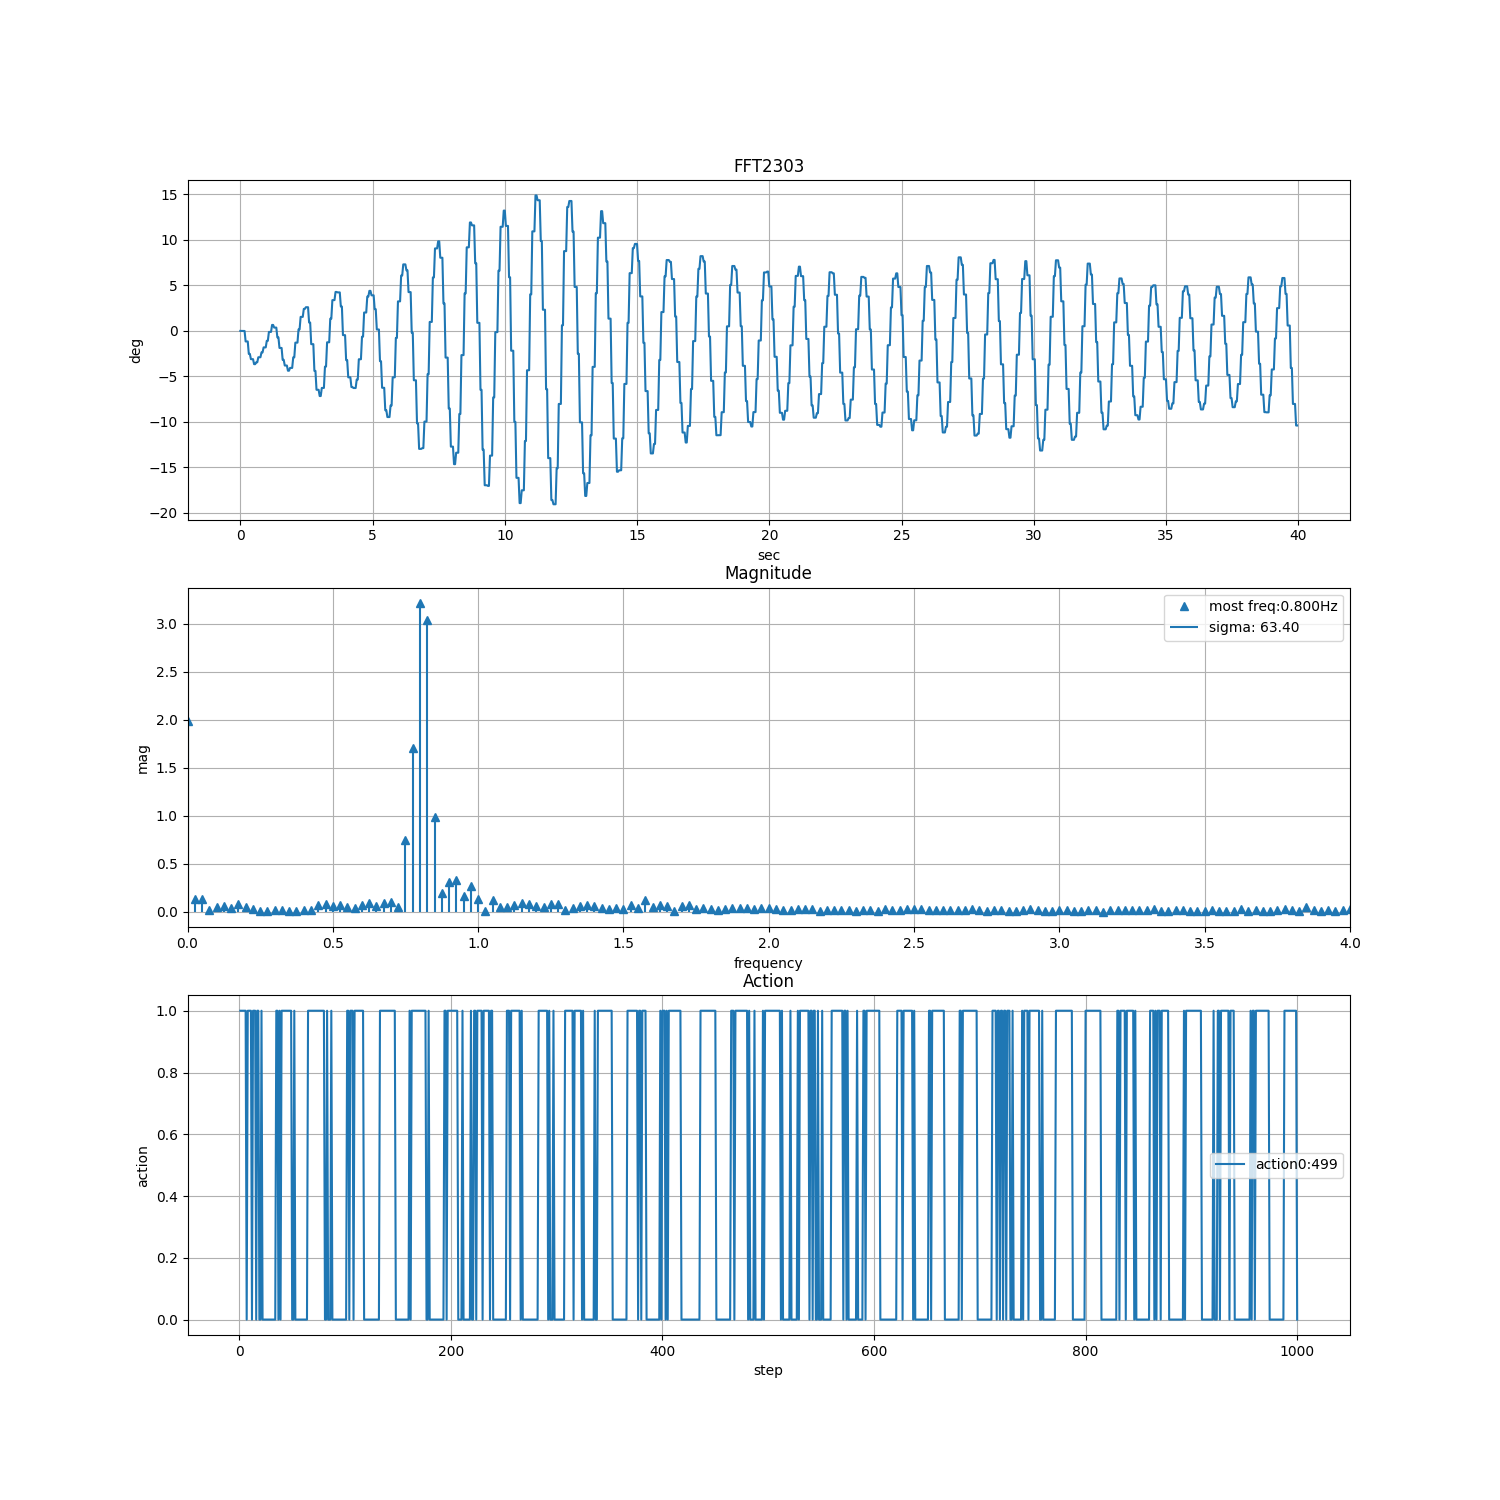 FFT2303
15
10
5
0
−5
−10
−15
−20
deg
0 5 10 15 20 25 30 35 40
sec
Magnitude
most freq:0.800Hz
sigma: 63.40
3.0
2.5
2.0
1.5
1.0
0.5
0.0
mag
0.0 0.5 1.0 1.5 2.0 2.5 3.0 3.5 4.0
frequency
Action
1.0
0.8
0.6
0.4
0.2
0.0
action
action0:499
0 200 400 600 800 1000
step